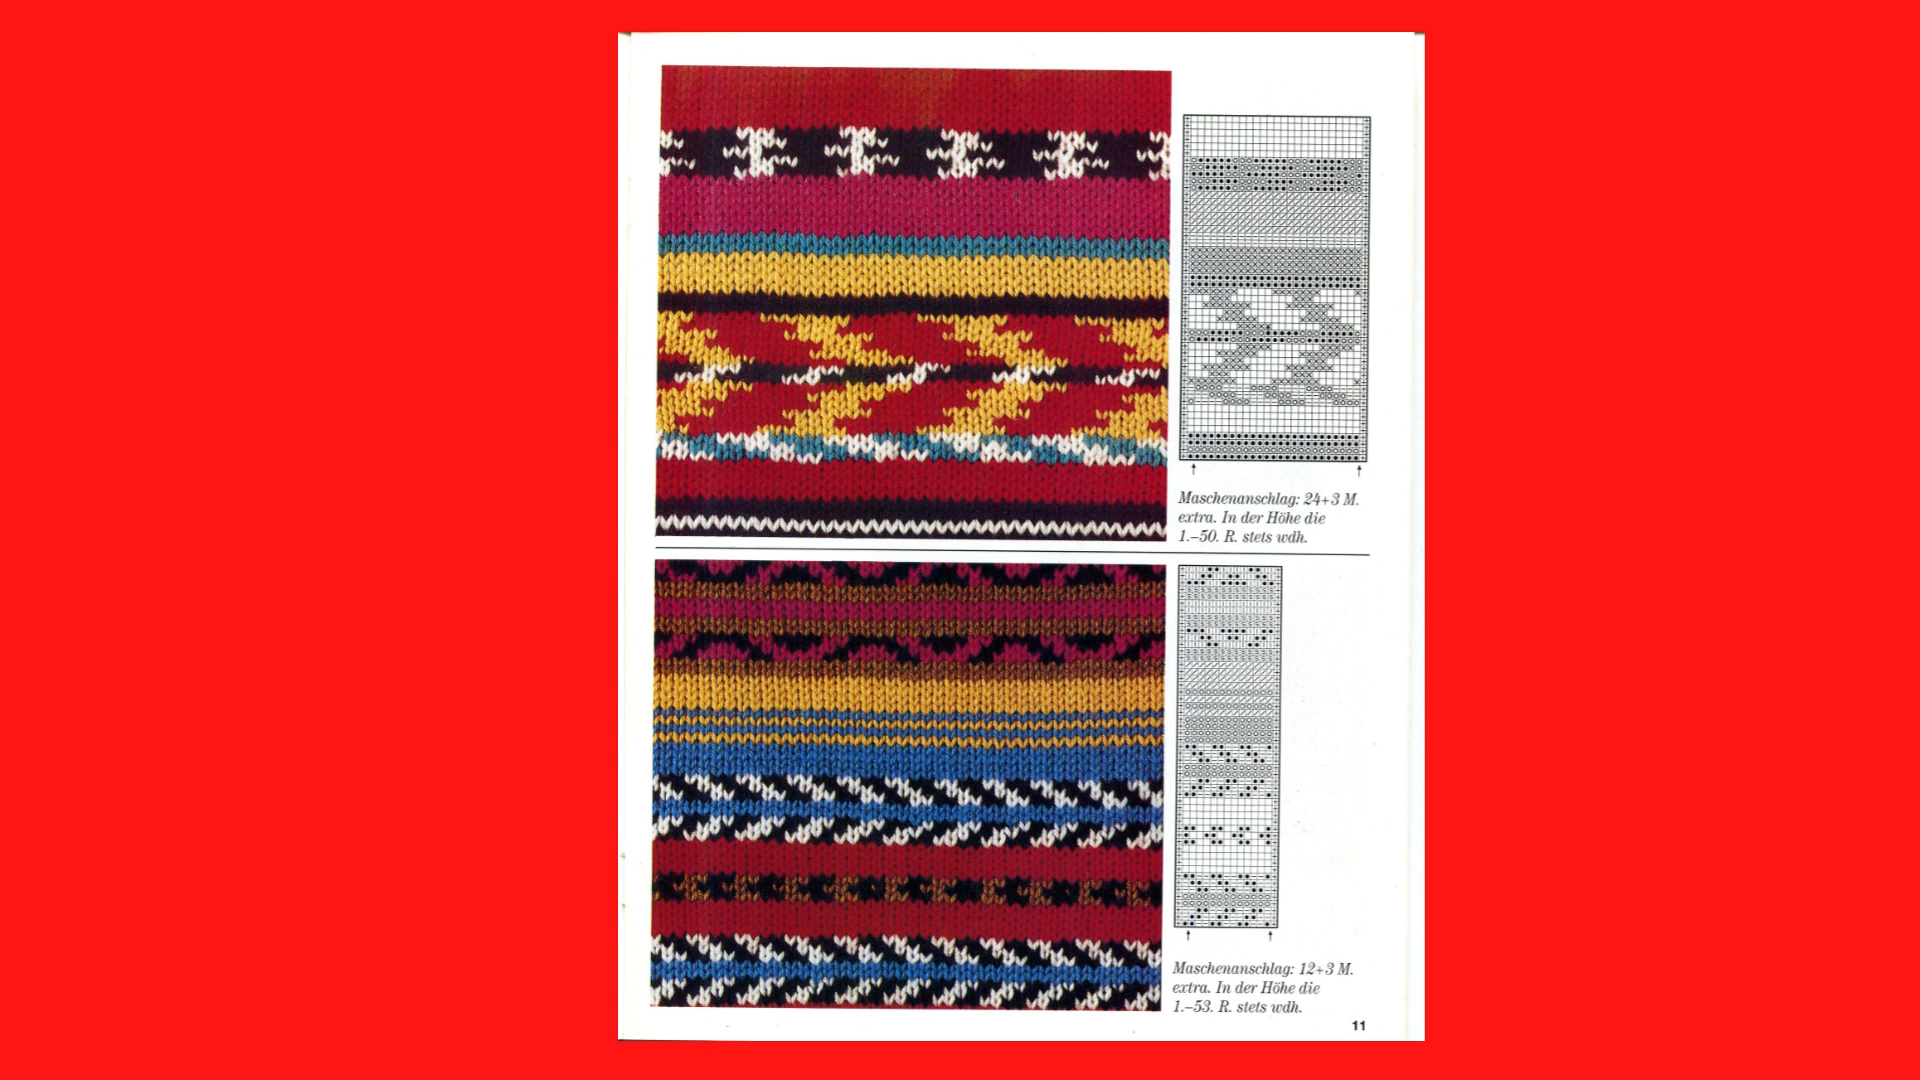 Maschenanschlag: 24+3 M.
extra. In der Höhe die
1.–50. R. stets wdh.
Maschenanschlag: 12+3 M.
extra. In der Höhe die
1.–53. R. stets wdh.
11